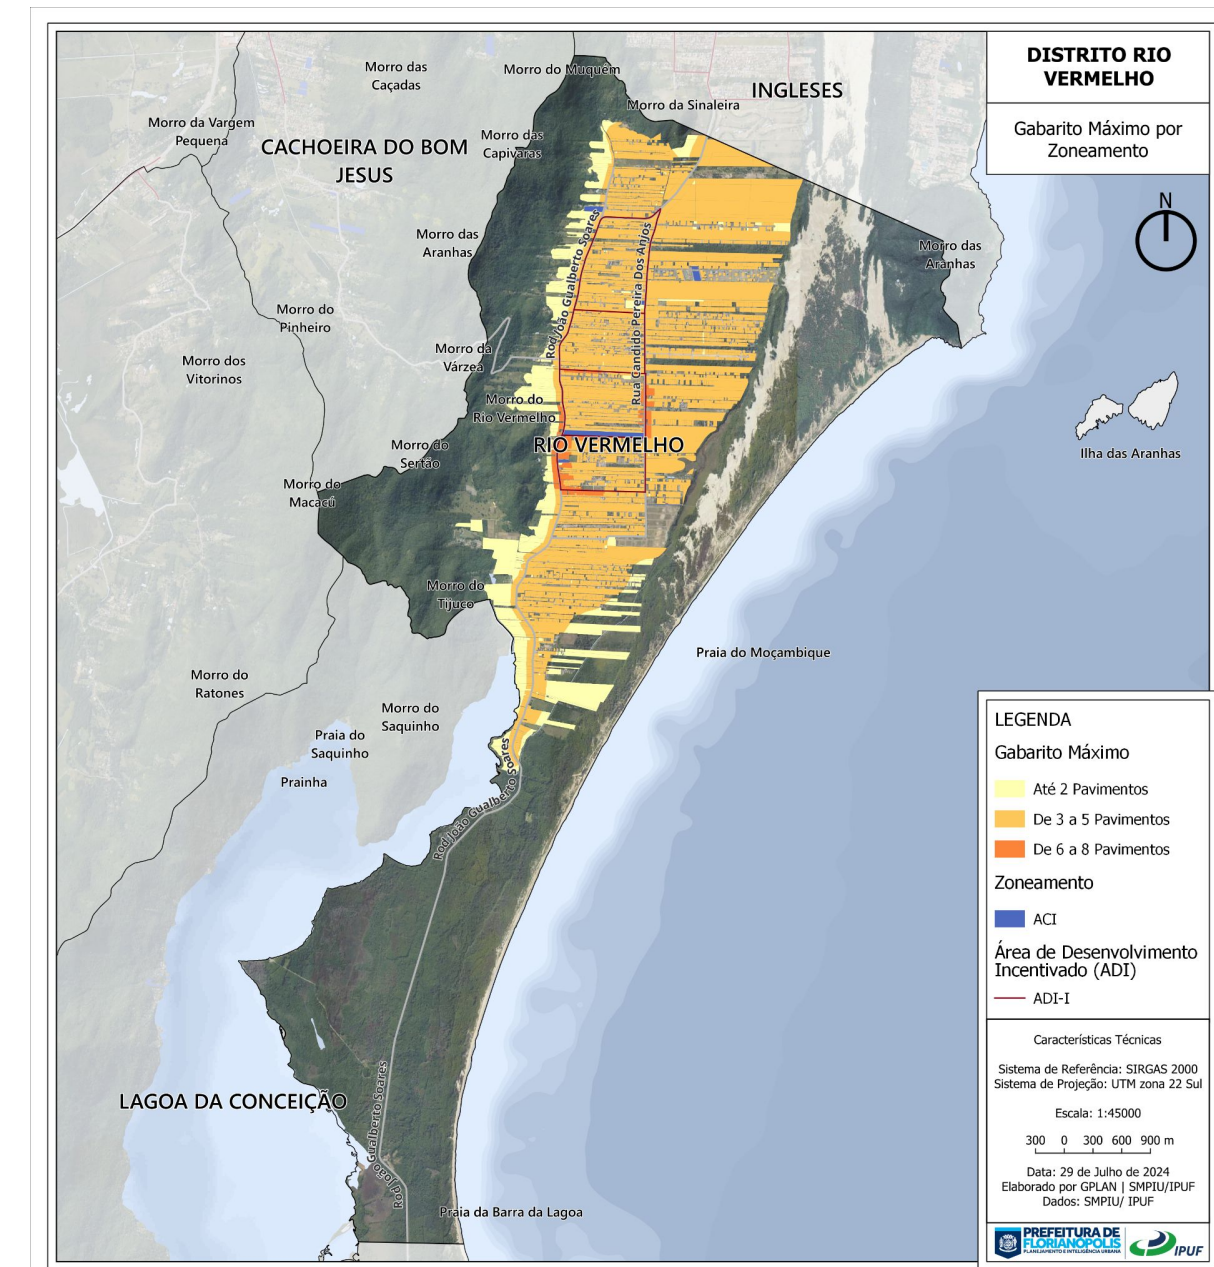 DISTRITO RIO
VERMELHO
Gabarito Máximo por
Zoneamento
N
Morro das
Caçadas
Morro do Muquém
INGLESES
Morro da Sinaleira
Morro da Vargem
Pequena
CACHOEIRA DO BOM
JESUS
Morro das
Capivaras
Morro das
Aranhas
Morro das
Aranhas
Rod João Gualberto Soares
Rua Candido Pereira Dos Anjos
Morro do
Pinheiro
Morro da
Várzea
Morro dos
Vitorinos
Morro do
Rio Vermelho
RIO VERMELHO
Morro do
Sertão
Ilha das Aranhas
Morro do
Macacú
Morro do
Tijuco
Praia do Moçambique
Morro do
Ratones
Morro do
Saquinho
Praia do
Saquinho
Prainha
Rod João Gualberto Soares
LAGOA DA CONCEIÇÃO
Rod João Gualberto Soares
Praia da Barra da Lagoa
LEGENDA
Gabarito Máximo
Até 2 Pavimentos
De 3 a 5 Pavimentos
De 6 a 8 Pavimentos
Zoneamento
ACI
Área de Desenvolvimento
Incentivado (ADI)
ADI-I
Características Técnicas
Sistema de Referência: SIRGAS 2000
Sistema de Projeção: UTM zona 22 Sul
Escala: 1:45000
300 0 300 600 900 m
Data: 29 de Julho de 2024
Elaborado por GPLAN | SMPIU/IPUF
Dados: SMPIU/ IPUF
PREFEITURA DE
FLORIANÓPOLIS
PLANEJAMENTO E INTELIGÊNCIA URBANA
IPUF